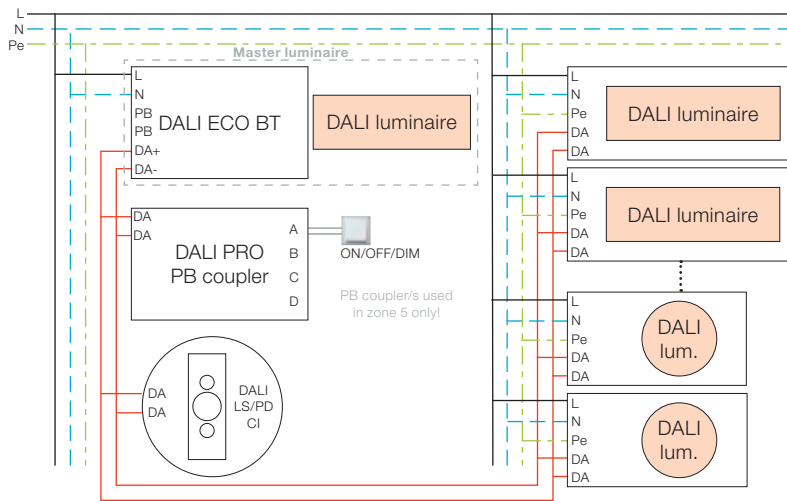 L
N
Pe
Master luminaire
L
N
PB
PB
DA+
DA-
DALI ECO BT
DALI luminaire
DA
DA
DALI PRO
PB coupler
A
B
C
D
ON/OFF/DIM
PB coupler/s used
in zone 5 only!
DA
DA
DALI
LS/PD
CI
L
N
Pe
DA
DA
DALI luminaire
L
N
Pe
DA
DA
DALI luminaire
L
N
Pe
DA
DA
DALI
lum.
L
N
Pe
DA
DA
DALI
lum.